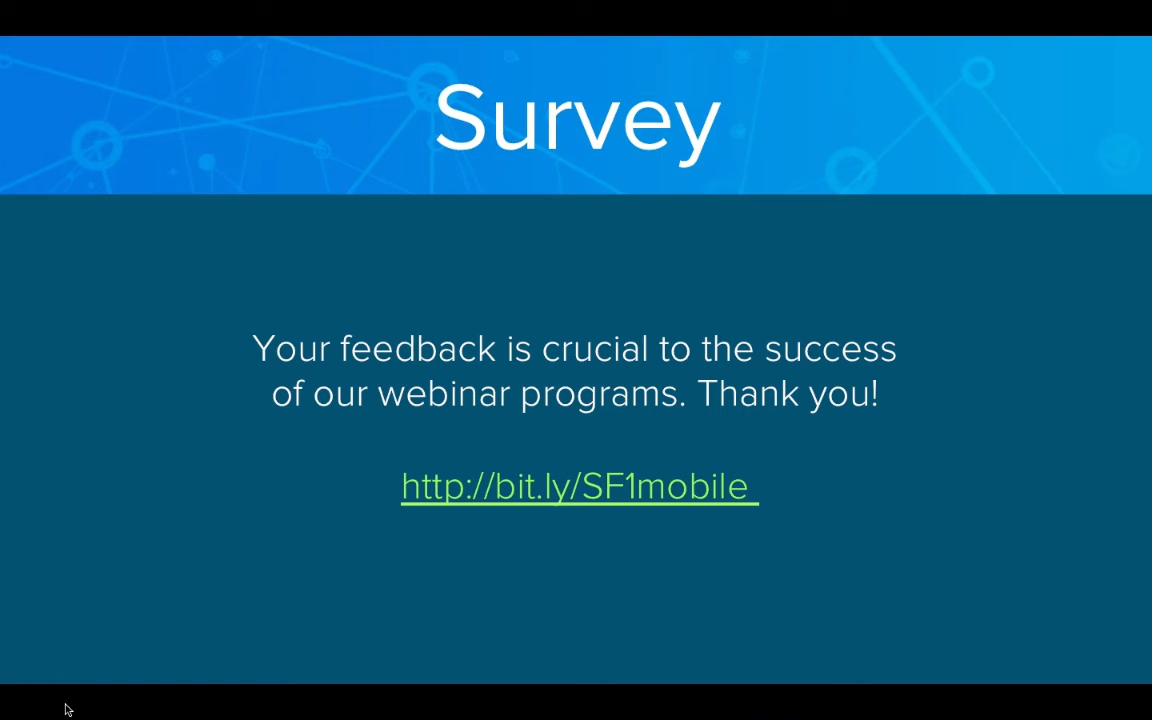 Survey
Your feedback is crucial to the success
of our webinar programs. Thank you!
http://bit.ly/SF1mobile